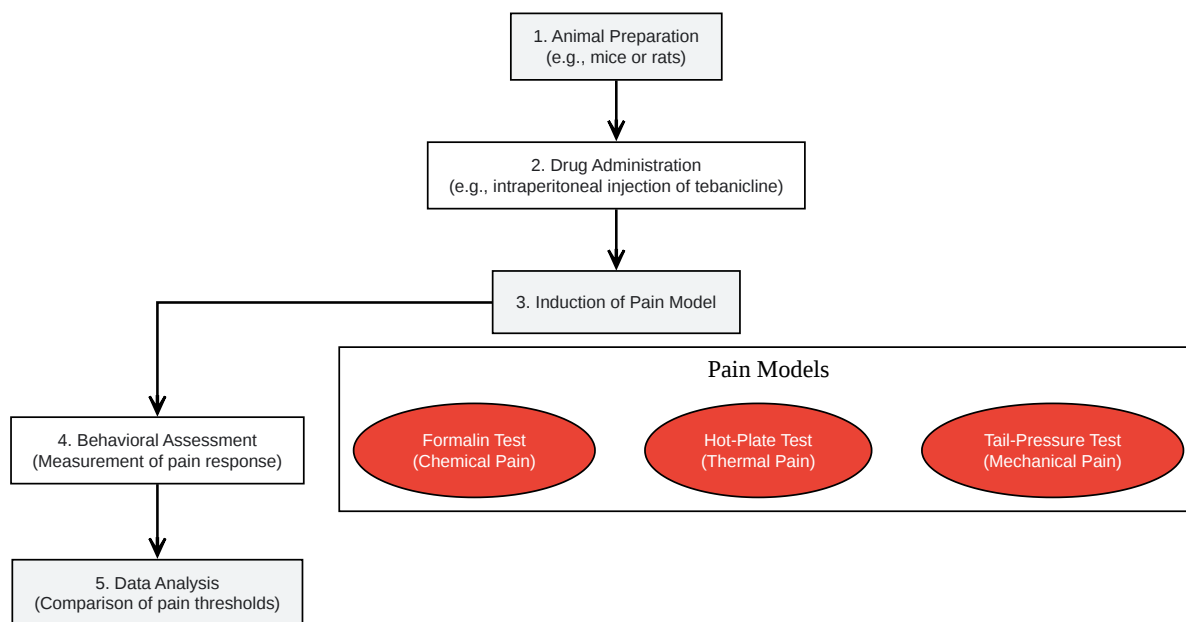 1. Animal Preparation
(e.g., mice or rats)
2. Drug Administration
(e.g., intraperitoneal injection of tebanicline)
3. Induction of Pain Model
Pain Models
Formalin Test
(Chemical Pain)
Hot-Plate Test
(Thermal Pain)
Tail-Pressure Test
(Mechanical Pain)
4. Behavioral Assessment
(Measurement of pain response)
5. Data Analysis
(Comparison of pain thresholds)